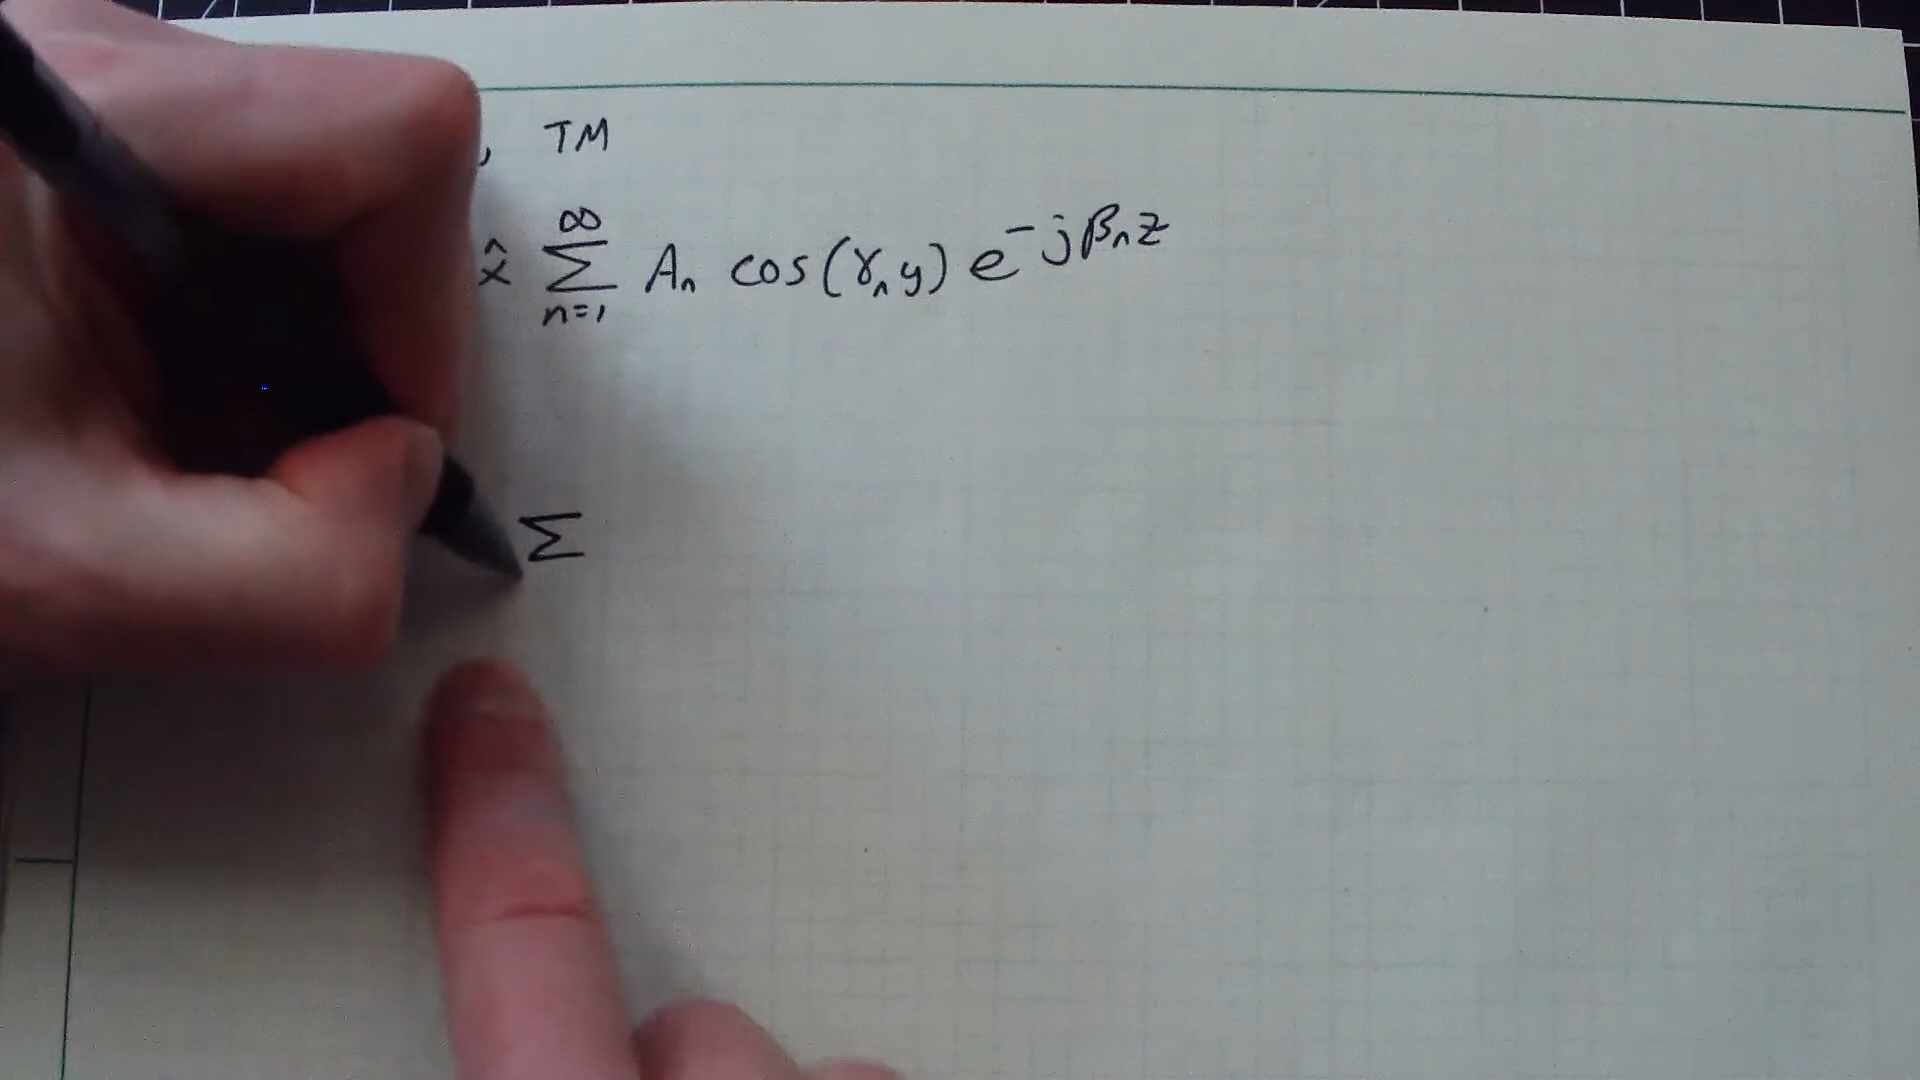 , TM
x̂ ∑_{n=1}^{∞} Aₙ cos(γₙy) e^{-jβₙz}
∑